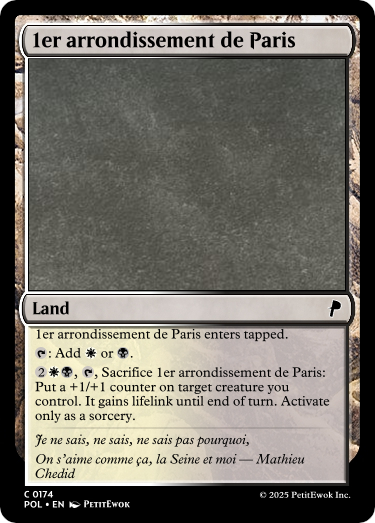 1er arrondissement de Paris
Land
1er arrondissement de Paris enters tapped.
: Add or .
2 , , Sacrifice 1er arrondissement de Paris:
Put a +1/+1 counter on target creature you
control. It gains lifelink until end of turn. Activate
only as a sorcery.
Je ne sais, ne sais, ne sais pas pourquoi,
On s'aime comme ça, la Seine et moi — Mathieu
Chedid
C 0174
POL • EN PetitEwok
© 2025 PetitEwok Inc.